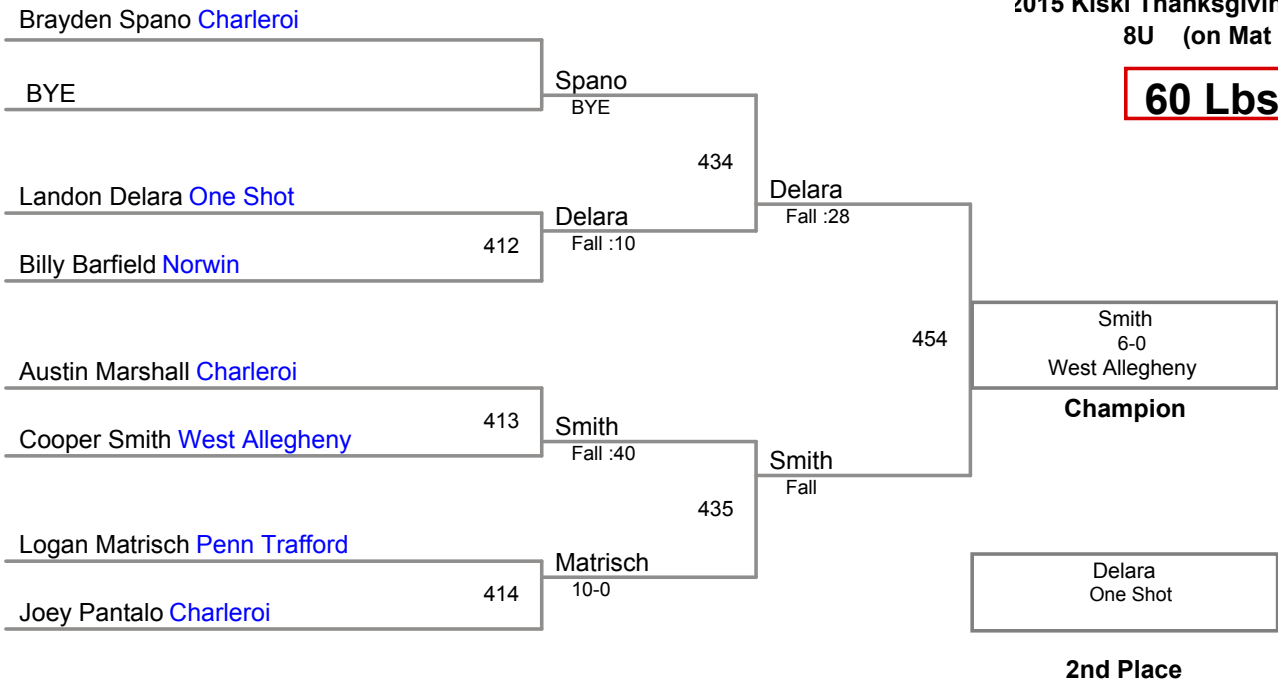 2015 Kiski Thanksgivin
8U (on Mat
60 Lbs
Brayden Spano Charleroi
BYE
Spano
BYE
434
Landon Delara One Shot
Billy Barfield Norwin
412
Delara
Fall :10
Delara
Fall :28
Austin Marshall Charleroi
Cooper Smith West Allegheny
413
Smith
Fall :40
435
Logan Matrisch Penn Trafford
Joey Pantalo Charleroi
414
Matrisch
10-0
Smith
Fall
454
Smith
6-0
West Allegheny
Champion
Delara
One Shot
2nd Place